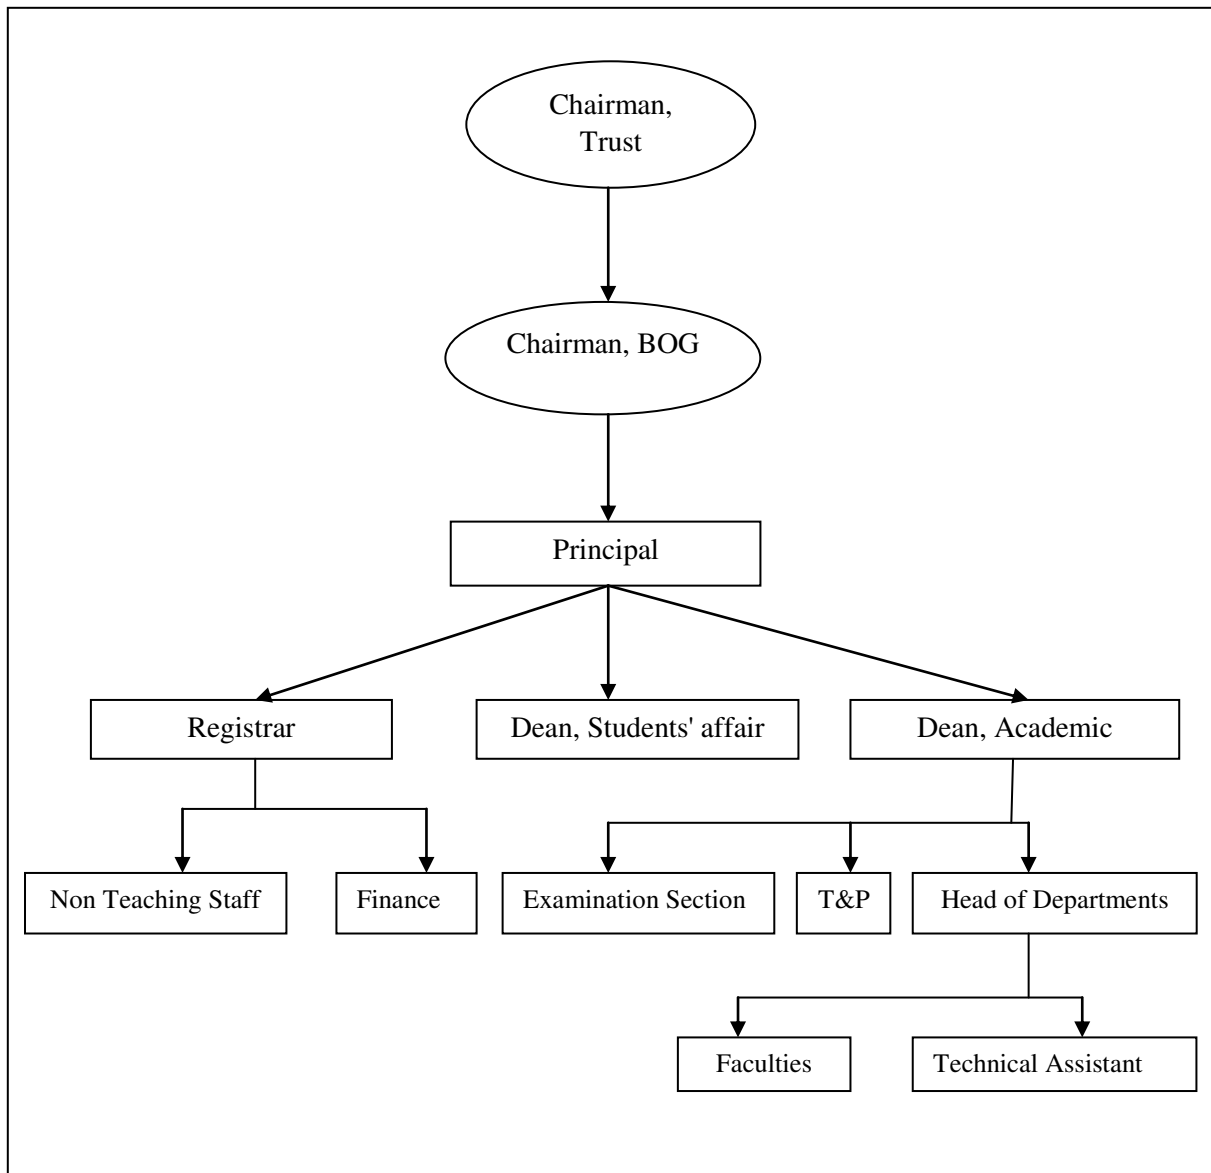 Chairman,
Trust
Chairman, BOG
Principal
Registrar
Dean, Students' affair
Dean, Academic
Non Teaching Staff
Finance
Examination Section
T&P
Head of Departments
Faculties
Technical Assistant